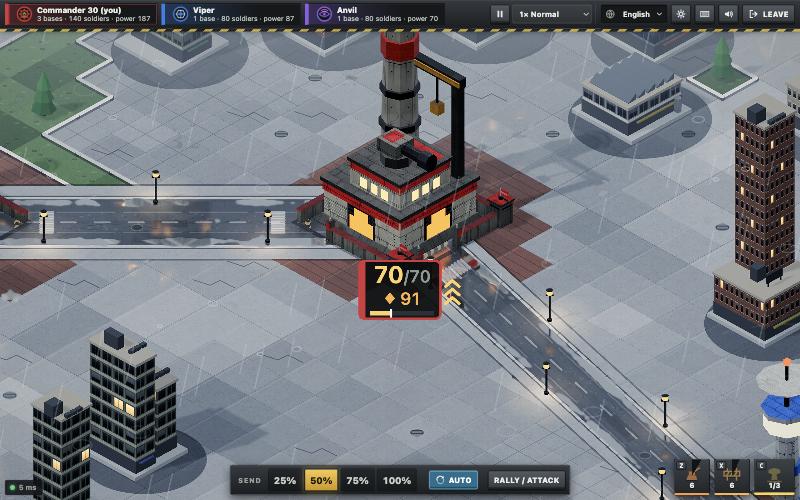 Commander 30 (you)
3 bases · 140 soldiers · power 187
Viper
1 base · 80 soldiers · power 87
Anvil
1 base · 80 soldiers · power 70
1× Normal
English
LEAVE
70/70
91
SEND
25%
50%
75%
100%
AUTO
RALLY / ATTACK
Z
6
X
6
C
1/3
5 ms